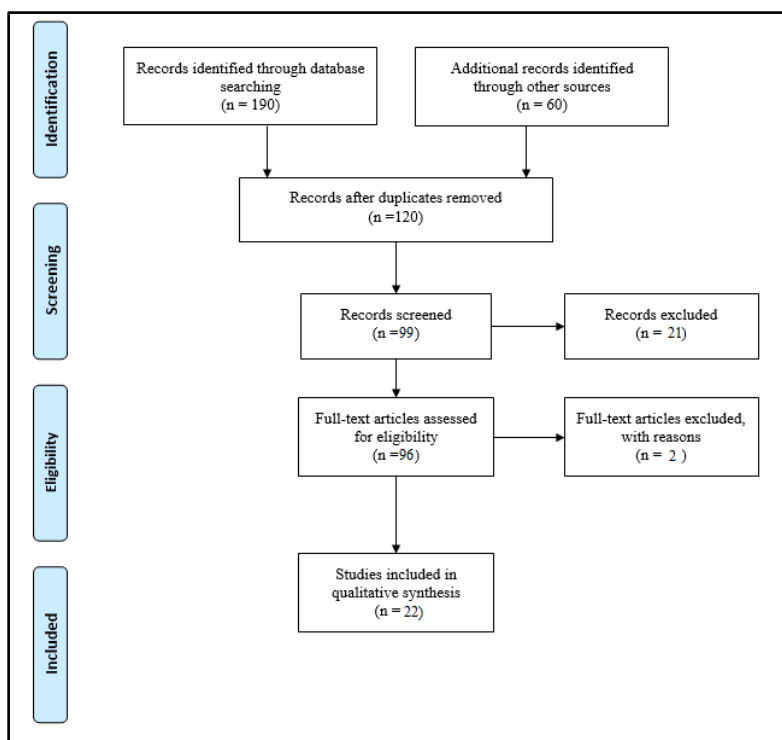 Identification
Records identified through database
searching
(n = 190)
Additional records identified
through other sources
(n = 60)
Records after duplicates removed
(n =120)
Screening
Records screened
(n =99)
Records excluded
(n = 21)
Eligibility
Full-text articles assessed
for eligibility
(n =96)
Full-text articles excluded,
with reasons
(n = 2 )
Included
Studies included in
qualitative synthesis
(n = 22)